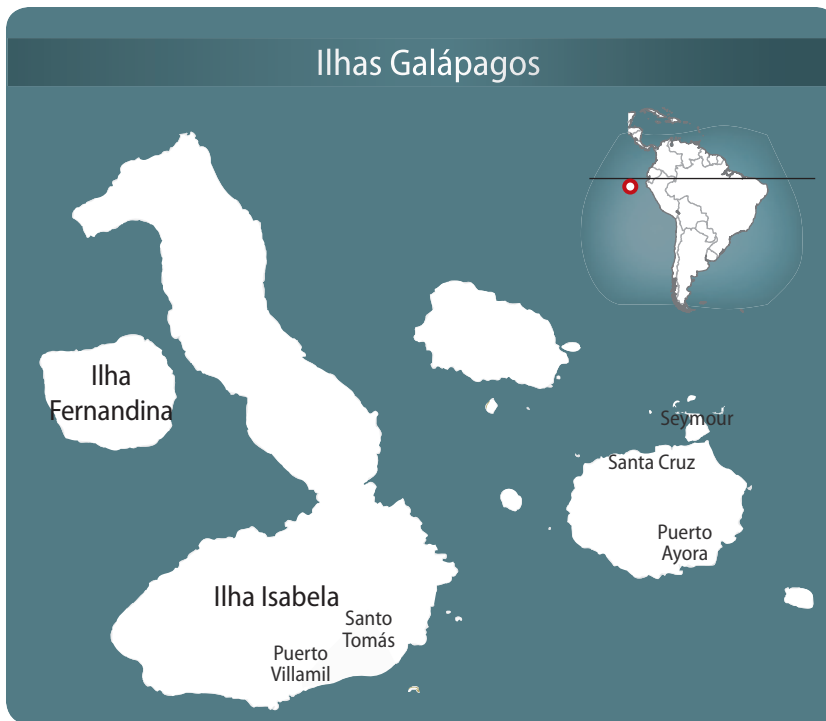 Ilhas Galápagos
Ilha
Fernandina
Seymour
Santa Cruz
Puerto
Ayora
Ilha Isabela
Santo
Tomás
Puerto
Villamil